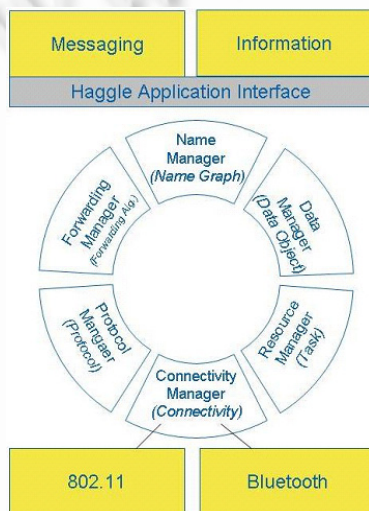 Messaging
Information
Haggle Application Interface
Name
Manager
(Name Graph)
Forwarding
Manager
(Forwarding Alg.)
Data
Manager
(Data Object)
Protocol
Mangaer
(Protocol)
Resource
Manager
(Task)
Connectivity
Manager
(Connectivity)
802.11
Bluetooth